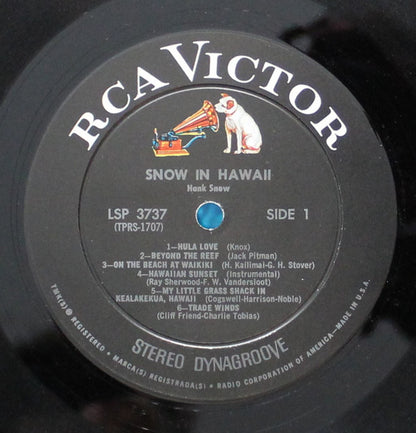 RCA VICTOR
SNOW IN HAWAII
Hank Snow
LSP 3737
(TPRS-1707)
SIDE 1
1—HULA LOVE (Knox)
2—BEYOND THE REEF (Jack Pitman)
3—ON THE BEACH AT WAIKIKI (H. Kailimai-G. H. Stover)
4—HAWAIIAN SUNSET (Instrumental)
(Ray Sherwood-F. W. Vandersloot)
5—MY LITTLE GRASS SHACK IN
KEALAKEKUA, HAWAII (Cogswell-Harrison-Noble)
6—TRADE WINDS
(Cliff Friend-Charlie Tobias)
STEREO DYNAGROOVE
TMK(S) ® REGISTERED • MARCA(S) REGISTRADA(S) • RADIO CORPORATION OF AMERICA—MADE IN U.S.A.